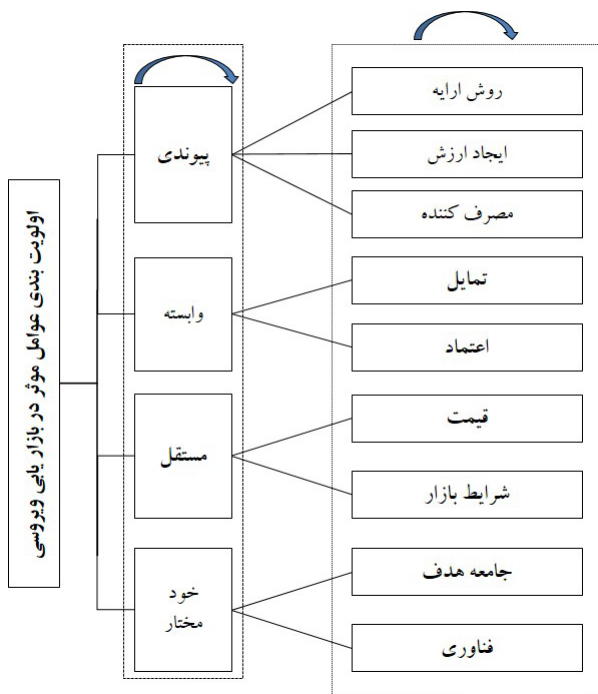 اولویت بندی عوامل موثر در بازار یابی ویروسی
پیوندی
روش ارایه
ایجاد ارزش
مصرف کننده
وابسته
تمایل
اعتماد
مستقل
قیمت
شرایط بازار
خود
مختار
جامعه هدف
فناوری